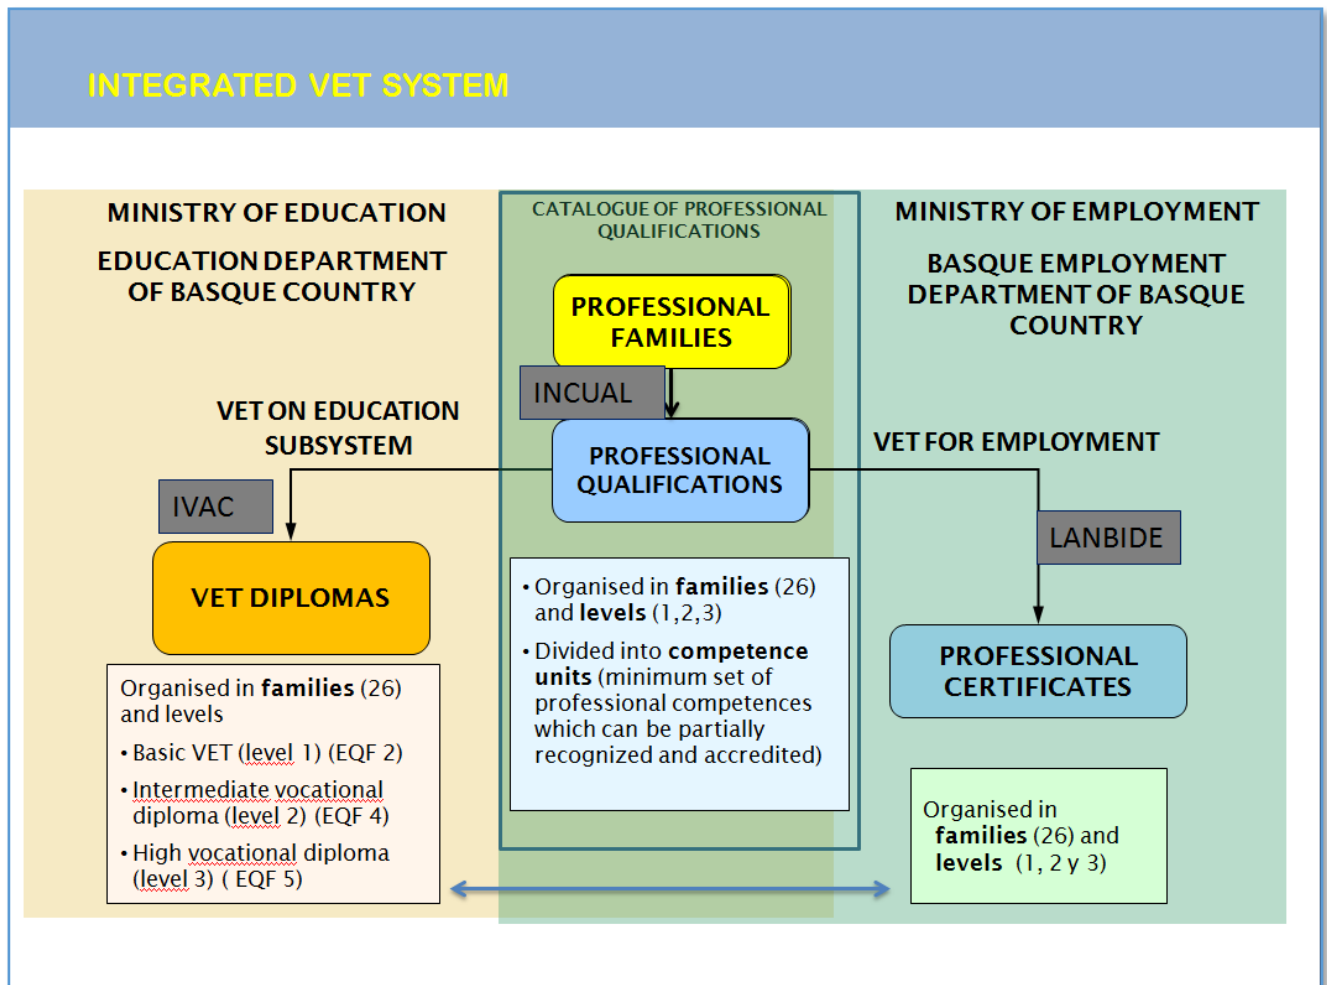 INTEGRATED VET SYSTEM
MINISTRY OF EDUCATION
EDUCATION DEPARTMENT
OF BASQUE COUNTRY
CATALOGUE OF PROFESSIONAL
QUALIFICATIONS
MINISTRY OF EMPLOYMENT
BASQUE EMPLOYMENT
DEPARTMENT OF BASQUE
COUNTRY
PROFESSIONAL
FAMILIES
INCUAL
VET ON EDUCATION
SUBSYSTEM
PROFESSIONAL
QUALIFICATIONS
VET FOR EMPLOYMENT
IVAC
LANBIDE
VET DIPLOMAS
Organised in families (26)
and levels
• Basic VET (level 1) (EQF 2)
• Intermediate vocational
diploma (level 2) (EQF 4)
• High vocational diploma
(level 3) ( EQF 5)
• Organised in families (26)
and levels (1,2,3)
• Divided into competence
units (minimum set of
professional competences
which can be partially
recognized and accredited)
PROFESSIONAL
CERTIFICATES
Organised in
families (26) and
levels (1, 2 y 3)